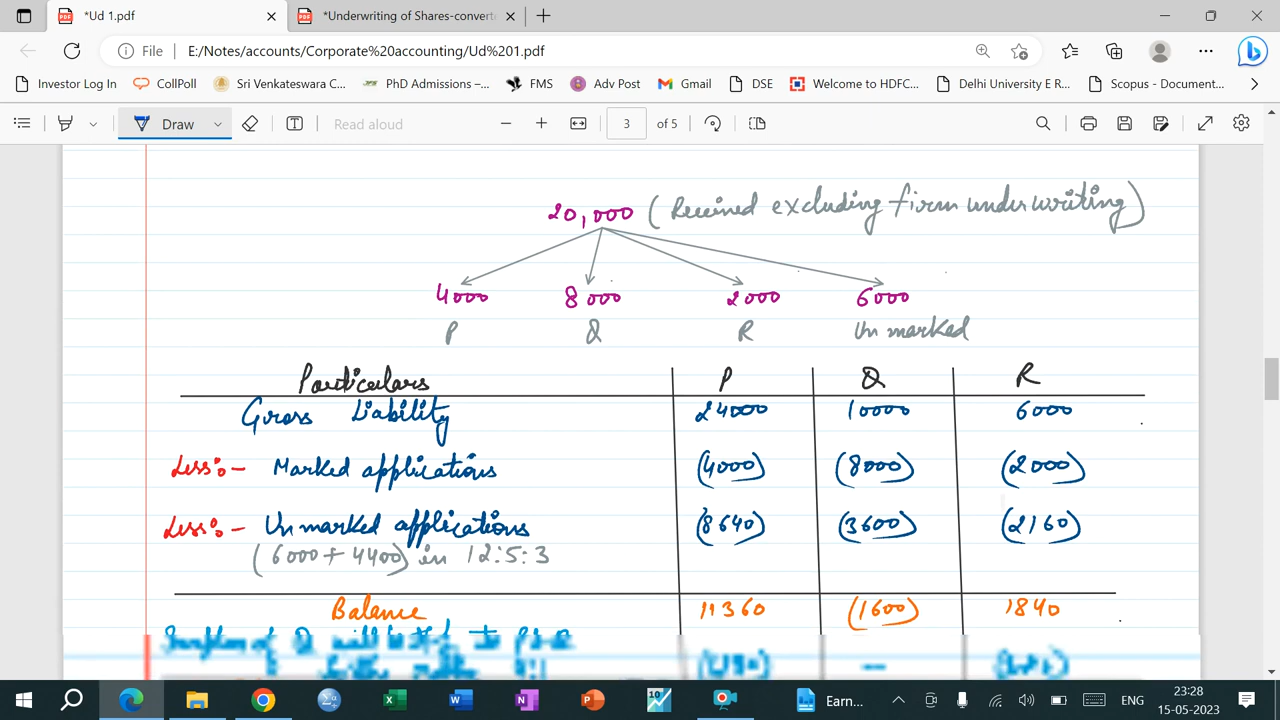 *Ud 1.pdf
*Underwriting of Shares-converte
File E:/Notes/accounts/Corporate%20accounting/Ud%201.pdf
Investor Log In CollPoll Sri Venkateswara C... PhD Admissions –... FMS Adv Post Gmail DSE Welcome to HDFC... Delhi University E R... Scopus - Document...
Draw Read aloud 3 of 5
20,000 (Received excluding firm underwriting)
4000 8000 2000 6000
P Q R Un marked
Particulars P Q R
Gross Liability 24000 10000 6000
Less:- Marked applications (4000) (8000) (2000)
Less:- Unmarked applications (8640) (3600) (2160)
(6000+4400) in 12:5:3
Balance 11360 (1600) 1840
Earn... ENG 23:28
15-05-2023